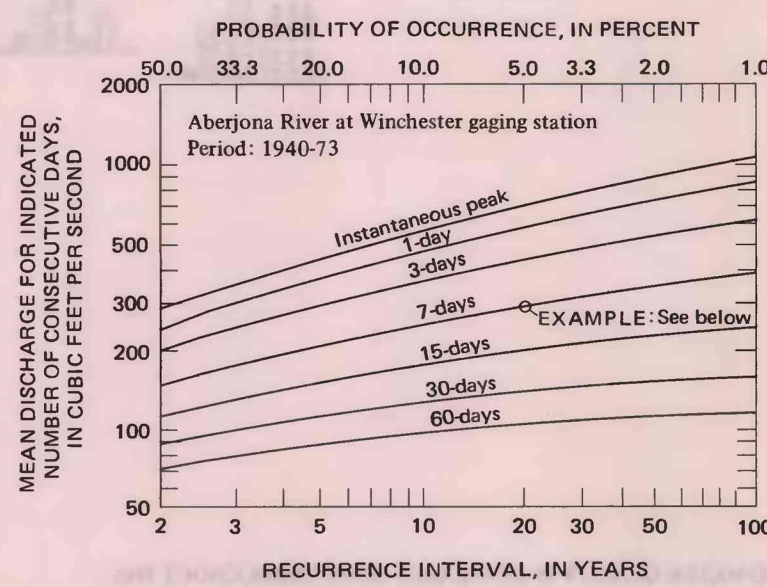 PROBABILITY OF OCCURRENCE, IN PERCENT
50.0 33.3 20.0 10.0 5.0 3.3 2.0 1.0
MEAN DISCHARGE FOR INDICATED
NUMBER OF CONSECUTIVE DAYS,
IN CUBIC FEET PER SECOND
2000
1000
500
300
200
100
50
Aberjona River at Winchester gaging station
Period: 1940-73
Instantaneous peak
1-day
3-days
7-days
EXAMPLE: See below
15-days
30-days
60-days
2 3 5 10 20 30 50 100
RECURRENCE INTERVAL, IN YEARS